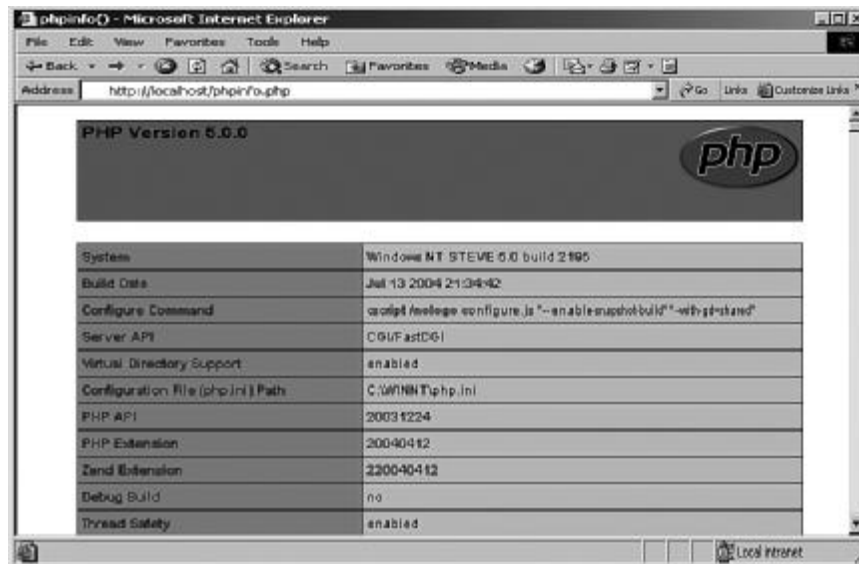 phpinfo() - Microsoft Internet Explorer
File Edit View Favorites Tools Help
Back Search Favorites Media
Address http://localhost/phpinfo.php Go Links Customize Links
PHP Version 5.0.0
php
System Windows NT STEVE 5.0 build 2195
Build Date Jul 13 2004 21:34:42
Configure Command cscript /nologo configure.js "--enable-snapshot-build" "--with-gd=shared"
Server API CGI/FastCGI
Virtual Directory Support enabled
Configuration File (php.ini) Path C:\WINNT\php.ini
PHP API 20031224
PHP Extension 20040412
Zend Extension 220040412
Debug Build no
Thread Safety enabled
Local intranet